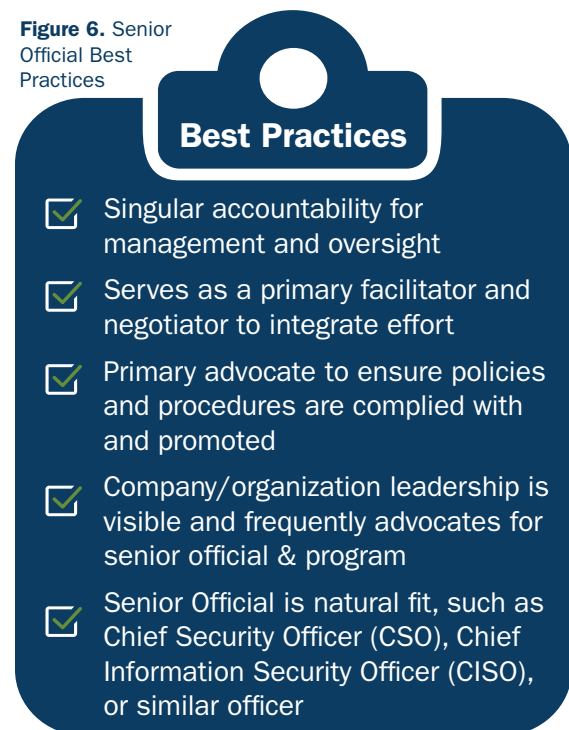 Figure 6. Senior
Official Best
Practices
Best Practices
Singular accountability for
management and oversight
Serves as a primary facilitator and
negotiator to integrate effort
Primary advocate to ensure policies
and procedures are complied with
and promoted
Company/organization leadership is
visible and frequently advocates for
senior official & program
Senior Official is natural fit, such as
Chief Security Officer (CSO), Chief
Information Security Officer (CISO),
or similar officer